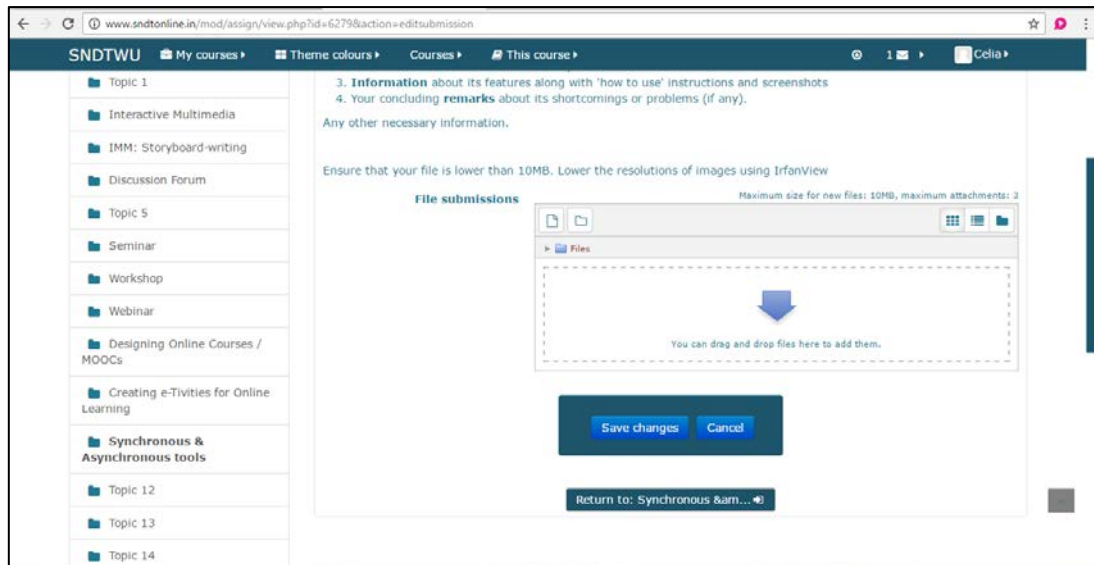 www.sndtonline.in/mod/assign/view.php?id=6279&action=editsubmission
SNDTWU My courses Theme colours Courses This course 1 Celia
Topic 1
Interactive Multimedia
IMM: Storyboard-writing
Discussion Forum
Topic 5
Seminar
Workshop
Webinar
Designing Online Courses /
MOOCs
Creating e-Tivities for Online
Learning
Synchronous &
Asynchronous tools
Topic 12
Topic 13
Topic 14
3. Information about its features along with 'how to use' instructions and screenshots
4. Your concluding remarks about its shortcomings or problems (if any).
Any other necessary information.
Ensure that your file is lower than 10MB. Lower the resolutions of images using IrfanView
File submissions
Maximum size for new files: 10MB, maximum attachments: 3
Files
You can drag and drop files here to add them.
Save changes Cancel
Return to: Synchronous &am...